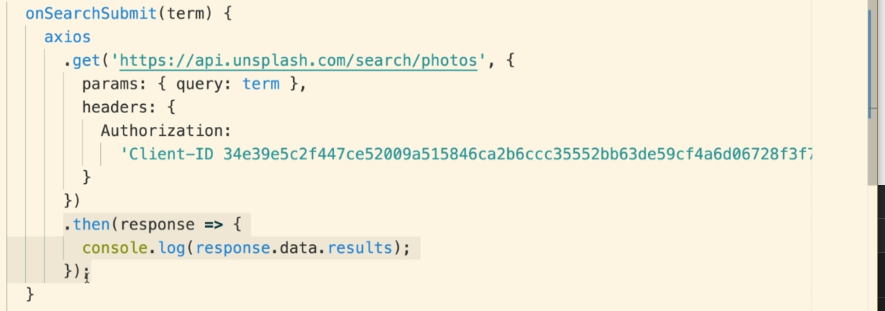 onSearchSubmit(term) {
axios
.get('https://api.unsplash.com/search/photos', {
params: { query: term },
headers: {
Authorization:
'Client-ID 34e39e5c2f447ce52009a515846ca2b6ccc35552bb63de59cf4a6d06728f3f7
}
})
.then(response => {
console.log(response.data.results);
});
}